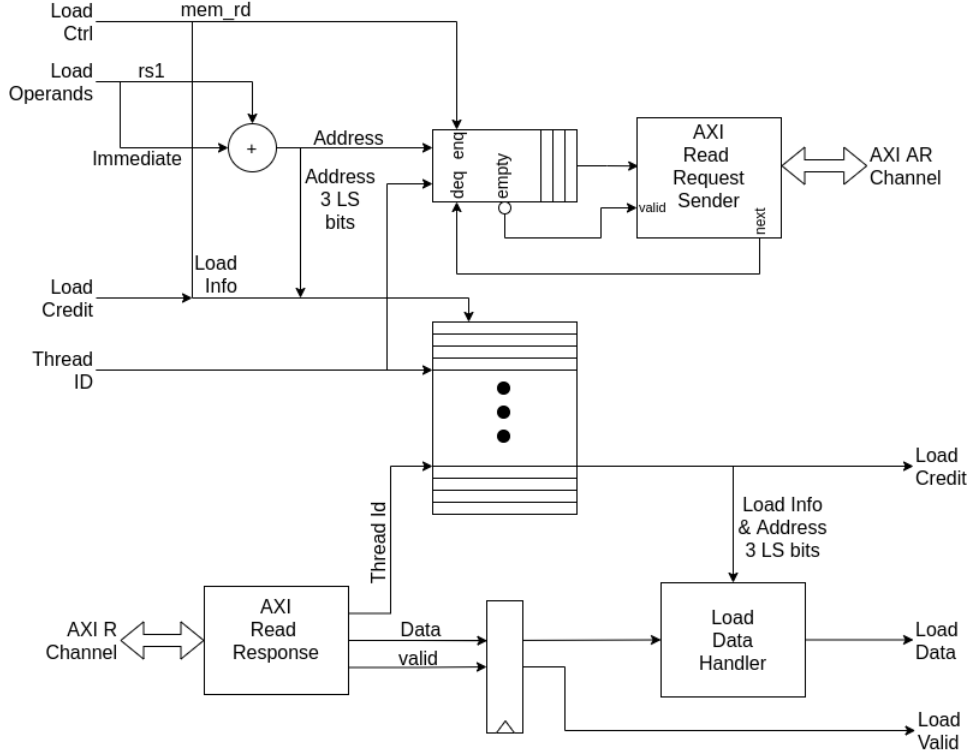 Load
Ctrl
mem_rd
Load
Operands
rs1
Immediate
+
Address
Address
3 LS
bits
deq enq
empty
AXI
Read
Request
Sender
valid
next
AXI AR
Channel
Load
Info
Load
Credit
Thread
ID
Load
Credit
Load Info
& Address
3 LS bits
Thread Id
AXI R
Channel
AXI
Read
Response
Data
valid
Load
Data
Handler
Load
Data
Load
Valid